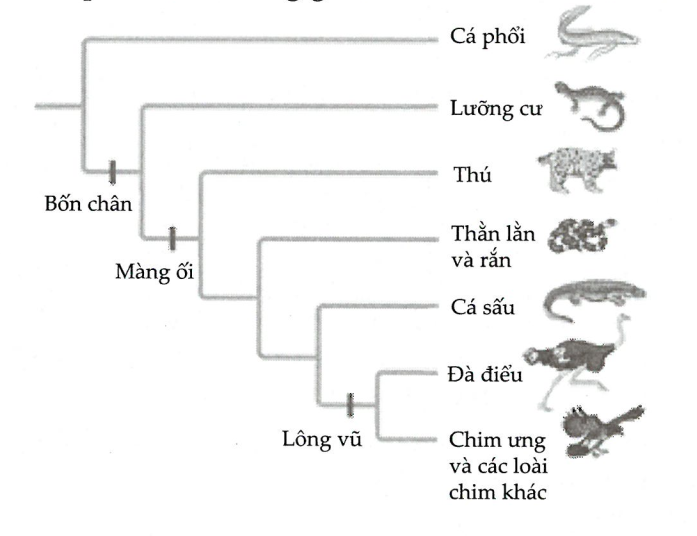 Cá phổi
Lưỡng cư
Thú
Bốn chân
Thằn lằn
và rắn
Màng ối
Cá sấu
Đà điểu
Lông vũ
Chim ưng
và các loài
chim khác